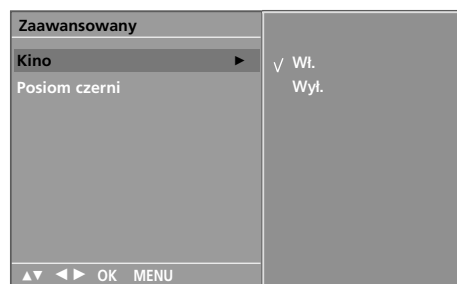 Zaawansowany
Kino ►
√ Wł.
Posiom czerni
Wył.
▲▼ ◄► OK MENU